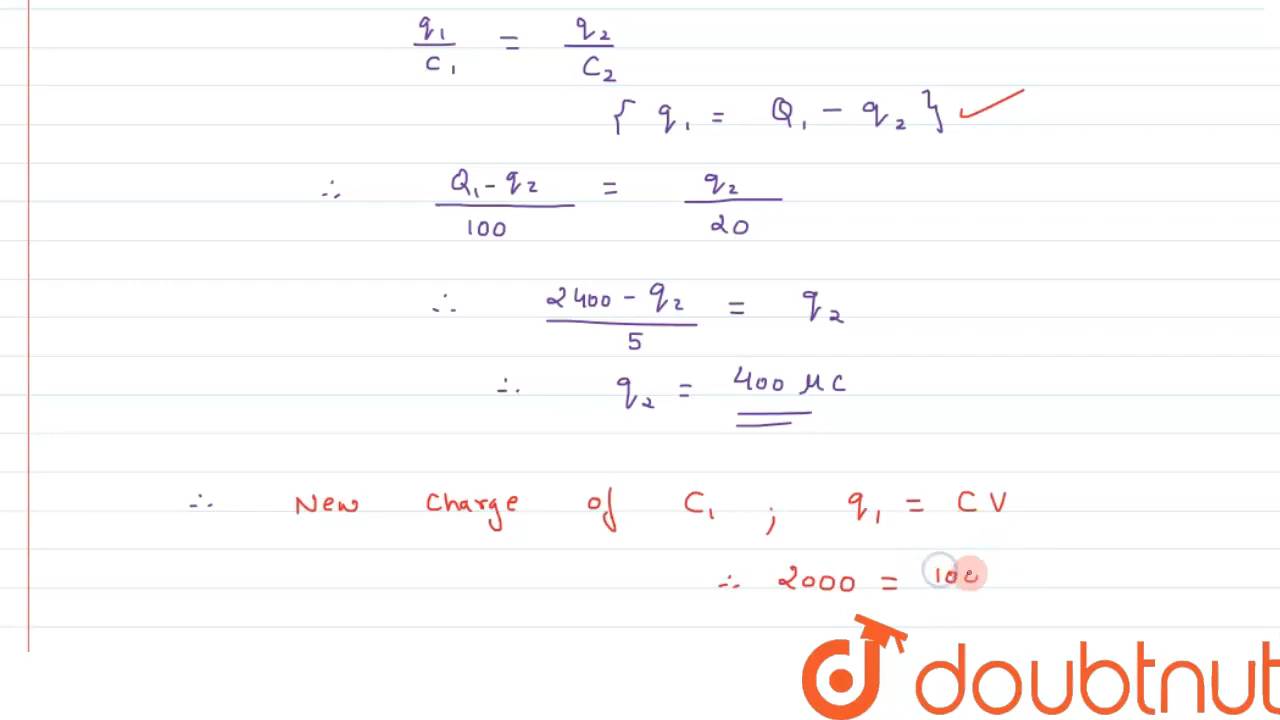 q₁/C₁ = q₂/C₂
{ q₁ = Q₁ - q₂ }
∴ Q₁ - q₂/100 = q₂/20
∴ 2400 - q₂/5 = q₂
∴ q₂ = 400 μC
∴ New Charge of C₁ ; q₁ = CV
∴ 2000 = 100
doubtnut